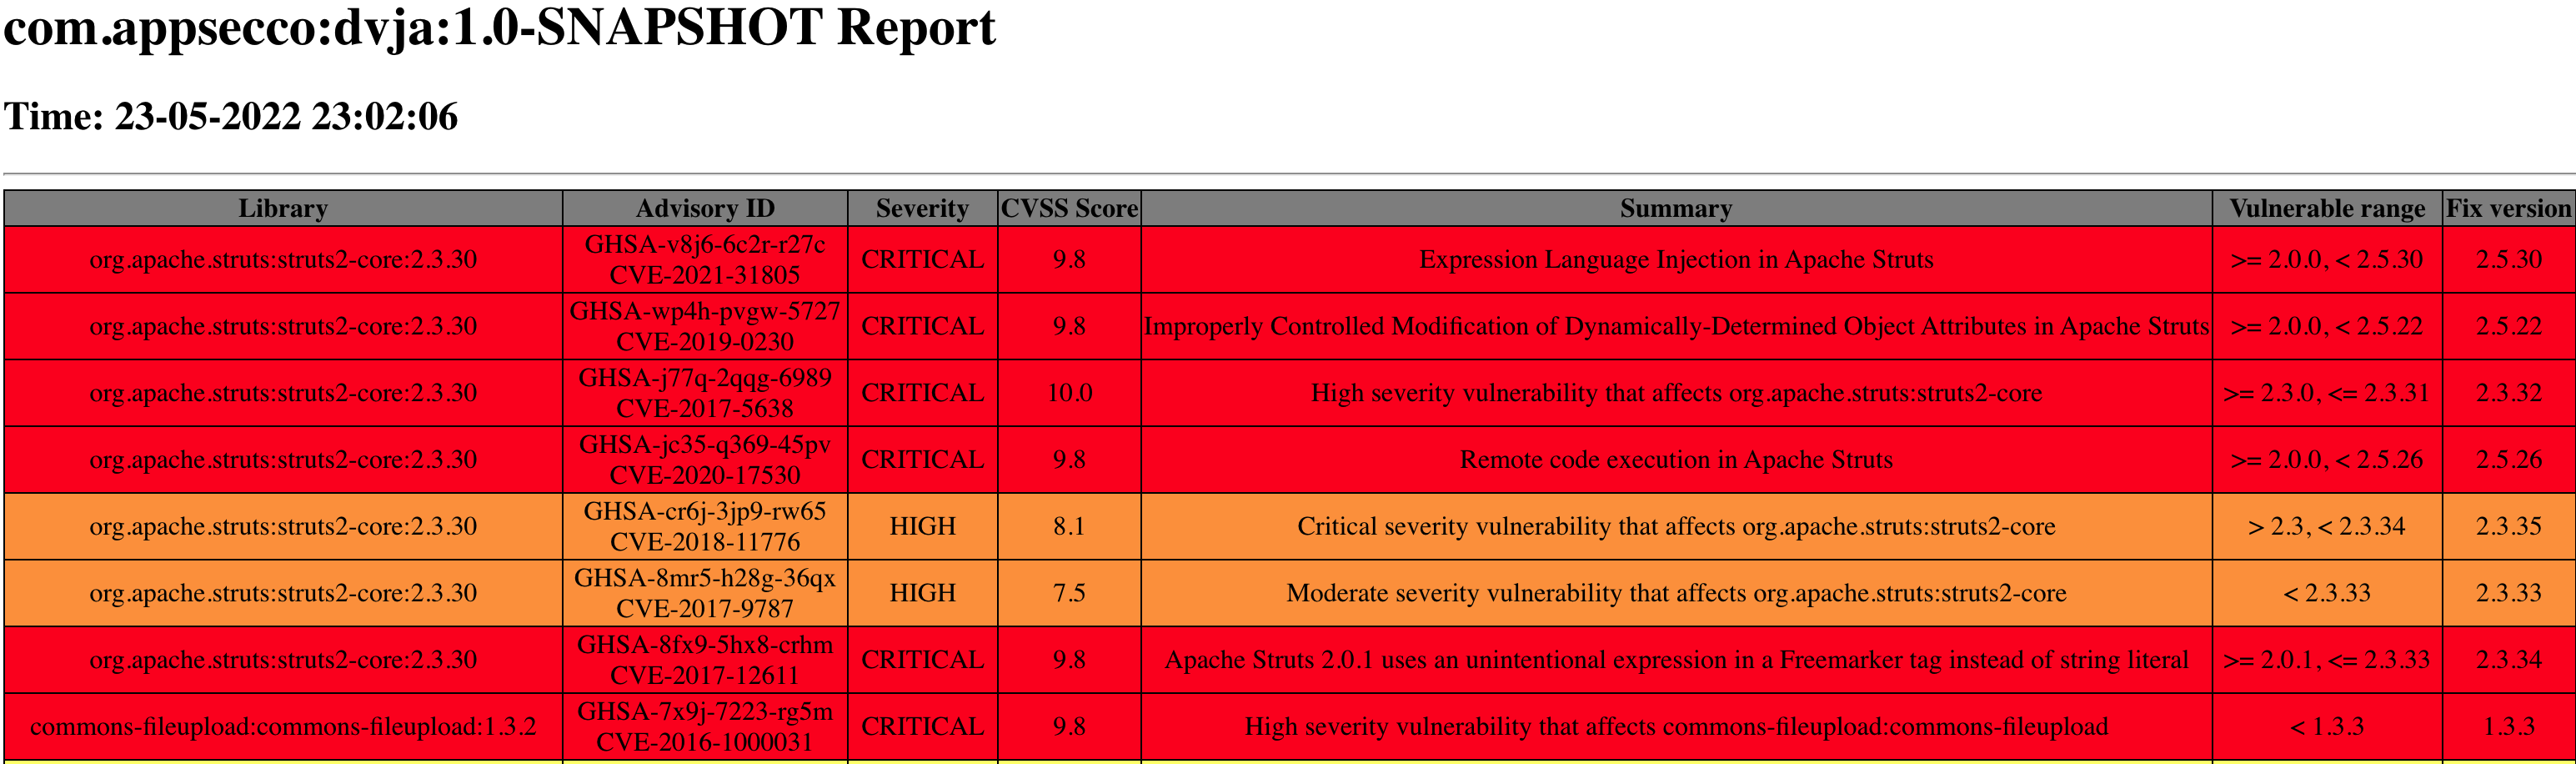 com.appsecco:dvja:1.0-SNAPSHOT Report
Time: 23-05-2022 23:02:06
Library Advisory ID Severity CVSS Score Summary Vulnerable range Fix version
org.apache.struts:struts2-core:2.3.30 GHSA-v8j6-6c2r-r27c CVE-2021-31805 CRITICAL 9.8 Expression Language Injection in Apache Struts >= 2.0.0, < 2.5.30 2.5.30
org.apache.struts:struts2-core:2.3.30 GHSA-wp4h-pvgw-5727 CVE-2019-0230 CRITICAL 9.8 Improperly Controlled Modification of Dynamically-Determined Object Attributes in Apache Struts >= 2.0.0, < 2.5.22 2.5.22
org.apache.struts:struts2-core:2.3.30 GHSA-j77q-2qqg-6989 CVE-2017-5638 CRITICAL 10.0 High severity vulnerability that affects org.apache.struts:struts2-core >= 2.3.0, <= 2.3.31 2.3.32
org.apache.struts:struts2-core:2.3.30 GHSA-jc35-q369-45pv CVE-2020-17530 CRITICAL 9.8 Remote code execution in Apache Struts >= 2.0.0, < 2.5.26 2.5.26
org.apache.struts:struts2-core:2.3.30 GHSA-cr6j-3jp9-rw65 CVE-2018-11776 HIGH 8.1 Critical severity vulnerability that affects org.apache.struts:struts2-core > 2.3, < 2.3.34 2.3.35
org.apache.struts:struts2-core:2.3.30 GHSA-8mr5-h28g-36qx CVE-2017-9787 HIGH 7.5 Moderate severity vulnerability that affects org.apache.struts:struts2-core < 2.3.33 2.3.33
org.apache.struts:struts2-core:2.3.30 GHSA-8fx9-5hx8-crhm CVE-2017-12611 CRITICAL 9.8 Apache Struts 2.0.1 uses an unintentional expression in a Freemarker tag instead of string literal >= 2.0.1, <= 2.3.33 2.3.34
commons-fileupload:commons-fileupload:1.3.2 GHSA-7x9j-7223-rg5m CVE-2016-1000031 CRITICAL 9.8 High severity vulnerability that affects commons-fileupload:commons-fileupload < 1.3.3 1.3.3